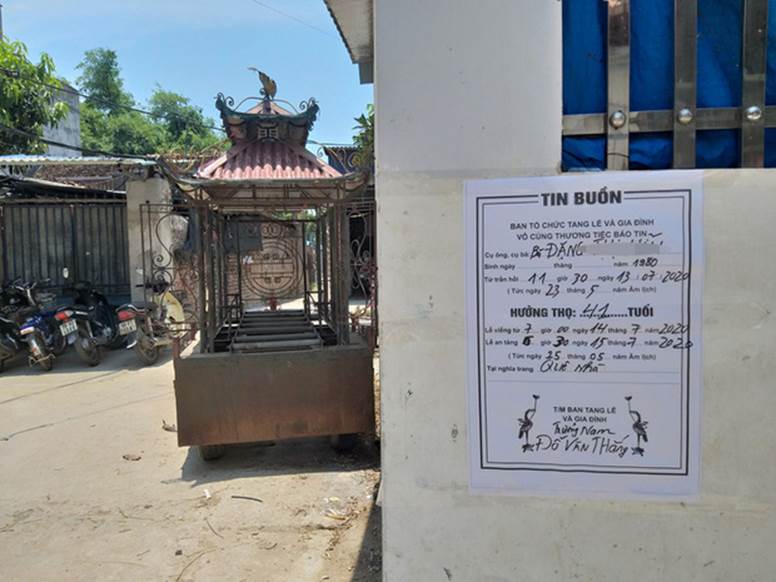 TIN BUỒN
BAN TỔ CHỨC TANG LỄ VÀ GIA ĐÌNH
VÔ CÙNG THƯƠNG TIẾC BÁO TIN
Cụ ông, cụ bà: Bà ĐẶNG
Sinh ngày ........ tháng ........ năm 1980
Từ trần hồi 11 giờ 30 ngày 13.07.2020
(Tức ngày 23 tháng 5 năm Âm lịch)
HƯỞNG THỌ: 41 TUỔI
Lễ viếng từ 7 giờ 00 ngày 14 tháng 7 năm 2020
Lễ an táng 6 giờ 30 ngày 15 tháng 7 năm 2020
(Tức ngày 25 tháng 05 năm Âm lịch)
Tại nghĩa trang QUÊ NHÀ
T/M BAN TANG LỄ
VÀ GIA ĐÌNH
Trưởng Nam
ĐỖ VĂN THẮNG